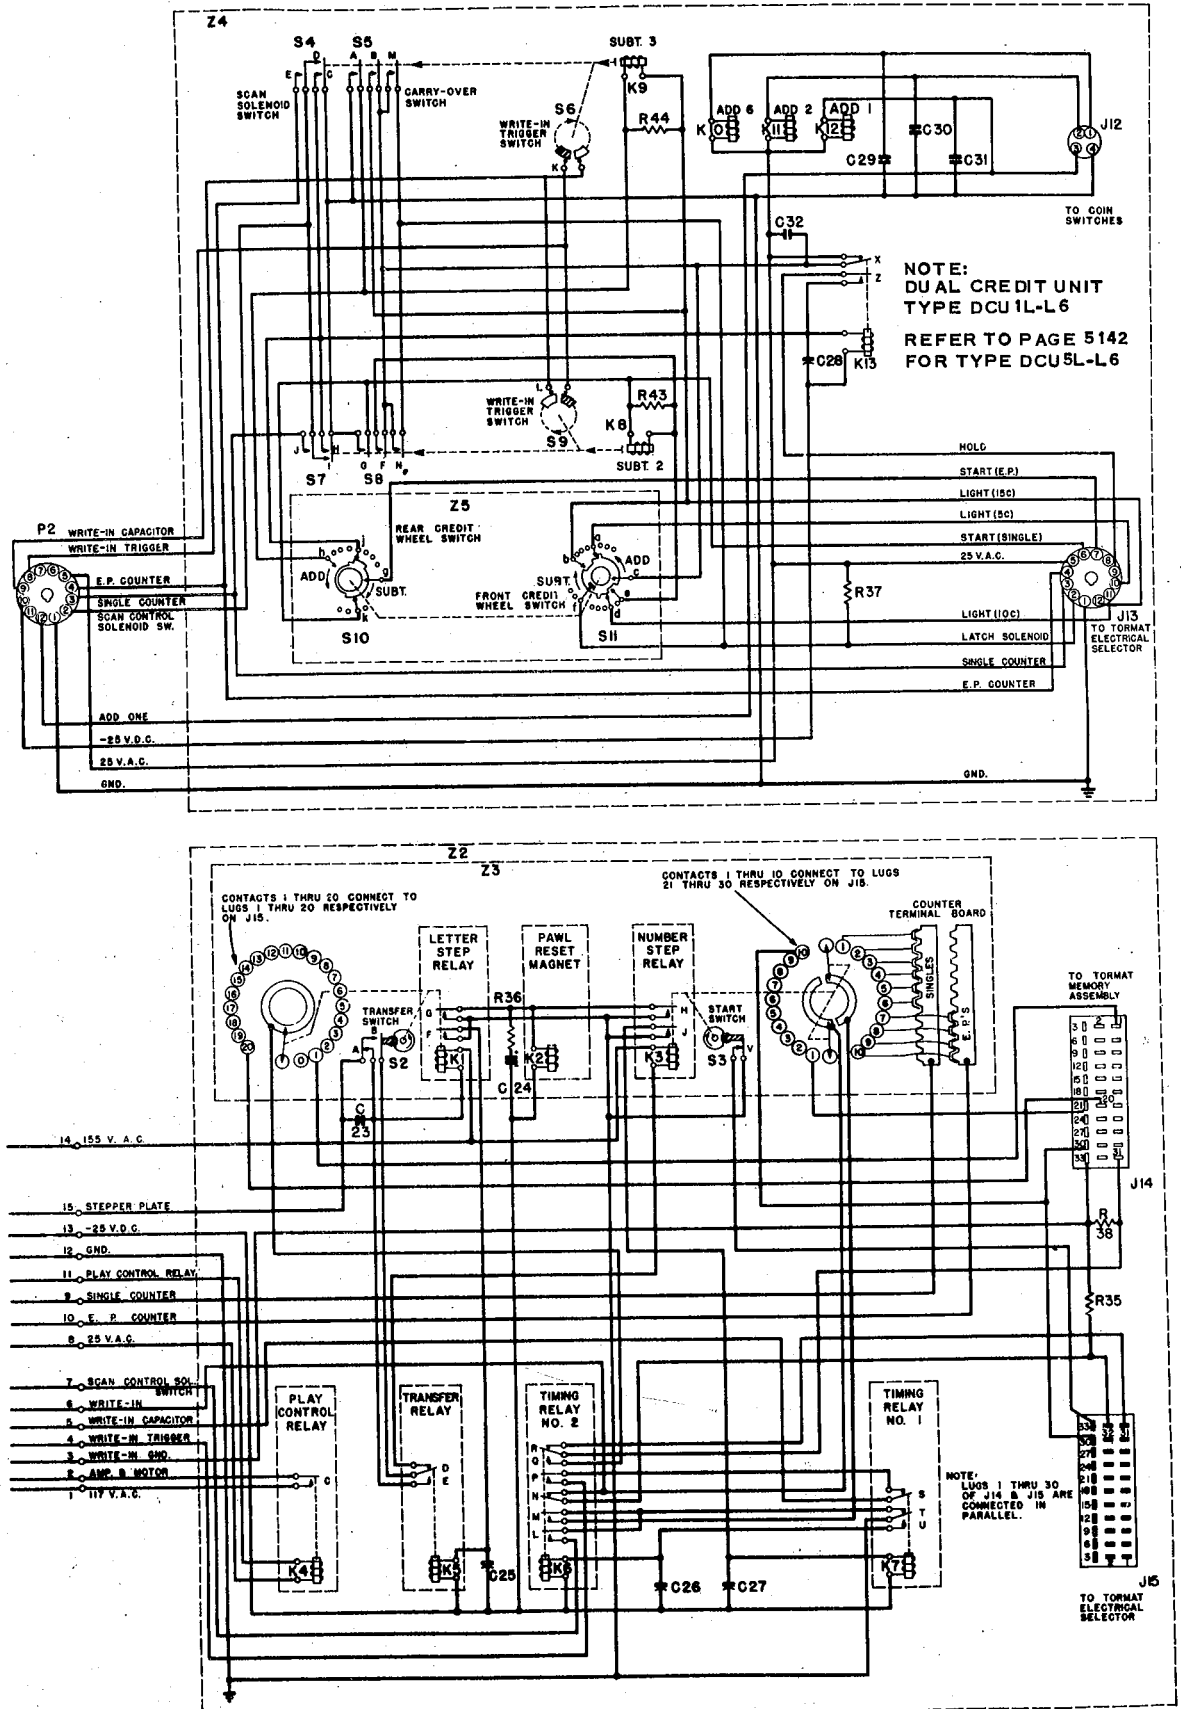 Z4
S4
S5
D
A
B
M
E
C
SCAN
SOLENOID
SWITCH
CARRY-OVER
SWITCH
SUBT. 3
K9
S6
WRITE-IN
TRIGGER
SWITCH
K
R44
ADD 6
ADD 2
ADD 1
K10
K11
K12
C29
C30
C31
J12
2 1
3 4
TO COIN
SWITCHES
C32
X
Z
NOTE:
DUAL CREDIT UNIT
TYPE DCU1L-L6
REFER TO PAGE 5142
FOR TYPE DCU5L-L6
C28
K13
L
WRITE-IN
TRIGGER
SWITCH
S9
R43
K8
SUBT. 2
J
H
I
G
F
N
S7
S8
HOLD
START (E.P.)
LIGHT (15C)
LIGHT (5C)
START (SINGLE)
25 V.A.C.
Z5
REAR CREDIT
WHEEL SWITCH
h
j
g
k
ADD
SUBT.
S10
a
b
c
d
e
f
ADD
SUBT.
FRONT CREDIT
WHEEL SWITCH
S11
R37
LIGHT (10C)
LATCH SOLENOID
SINGLE COUNTER
E.P. COUNTER
J13
TO TORMAT
ELECTRICAL
SELECTOR
P2
WRITE-IN CAPACITOR
WRITE-IN TRIGGER
E.P. COUNTER
SINGLE COUNTER
SCAN CONTROL
SOLENOID SW.
ADD ONE
-25 V.D.C.
25 V.A.C.
GND.
GND.
Z2
Z3
CONTACTS 1 THRU 20 CONNECT TO
LUGS 1 THRU 20 RESPECTIVELY
ON J15.
CONTACTS 1 THRU 10 CONNECT TO LUGS
21 THRU 30 RESPECTIVELY ON J15.
COUNTER
TERMINAL BOARD
SINGLES
E.P.'S
LETTER
STEP
RELAY
PAWL
RESET
MAGNET
NUMBER
STEP
RELAY
TRANSFER
SWITCH
B
A
S2
G
F
R36
C 24
K2
H
J
K3
START
SWITCH
V
S3
C
23
TO TORMAT
MEMORY
ASSEMBLY
J14
R
38
R35
14 155 V. A.C.
15 STEPPER PLATE
13 -25 V.D.C.
12 GND.
11 PLAY CONTROL RELAY
9 SINGLE COUNTER
10 E. P. COUNTER
8 25 V.A.C.
7 SCAN CONTROL SOL.
SWITCH
6 WRITE-IN
5 WRITE-IN CAPACITOR
4 WRITE-IN TRIGGER
3 WRITE-IN GND.
2 AMP. & MOTOR
1 117 V.A.C.
PLAY
CONTROL
RELAY
C
K4
TRANSFER
RELAY
D
E
K5
C25
TIMING
RELAY
NO. 2
R
Q
P
N
M
L
K6
C26
C27
TIMING
RELAY
NO. 1
S
T
U
K7
NOTE:
LUGS 1 THRU 30
OF J14 & J15 ARE
CONNECTED IN
PARALLEL.
J15
TO TORMAT
ELECTRICAL
SELECTOR